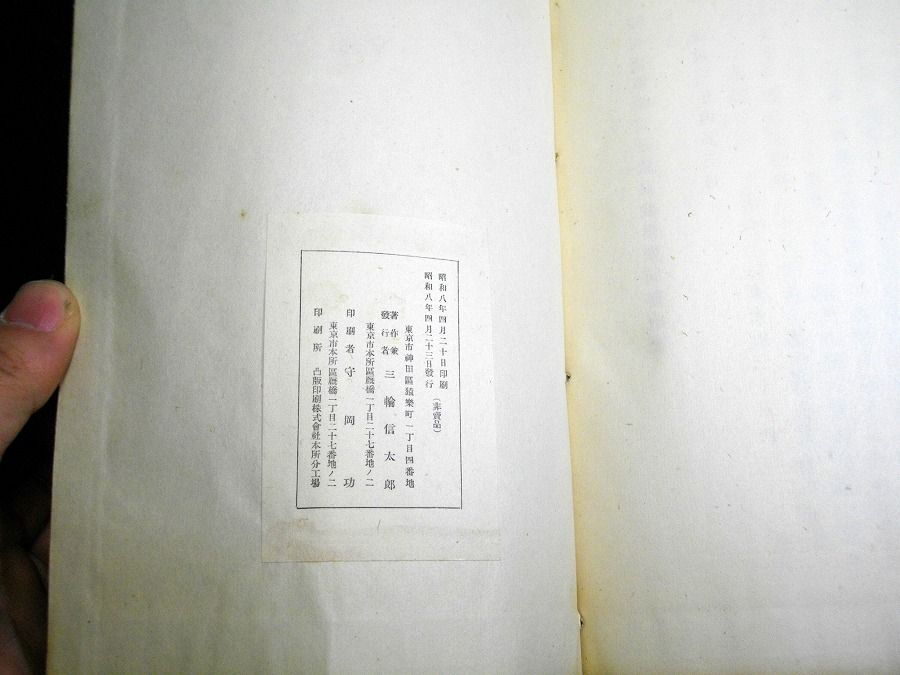 昭和八年四月二十日印刷
昭和八年四月二十三日發行
(非賣品)
東京市神田區猿樂町一丁目四番地
著作兼發行者 三輪信太郎
東京市本所區厩橋一丁目二十七番地ノ二
印刷者 守岡功
東京市本所區厩橋一丁目二十七番地ノ二
印刷所 凸版印刷株式會社本所分工場